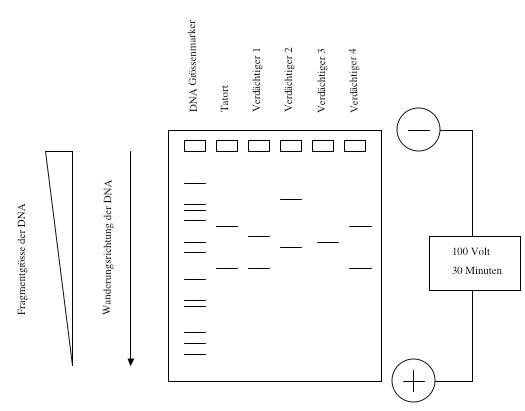 DNA Grössenmarker
Tatort
Verdächtiger 1
Verdächtiger 2
Verdächtiger 3
Verdächtiger 4
Fragmentgrösse der DNA
Wanderungsrichtung der DNA
100 Volt
30 Minuten